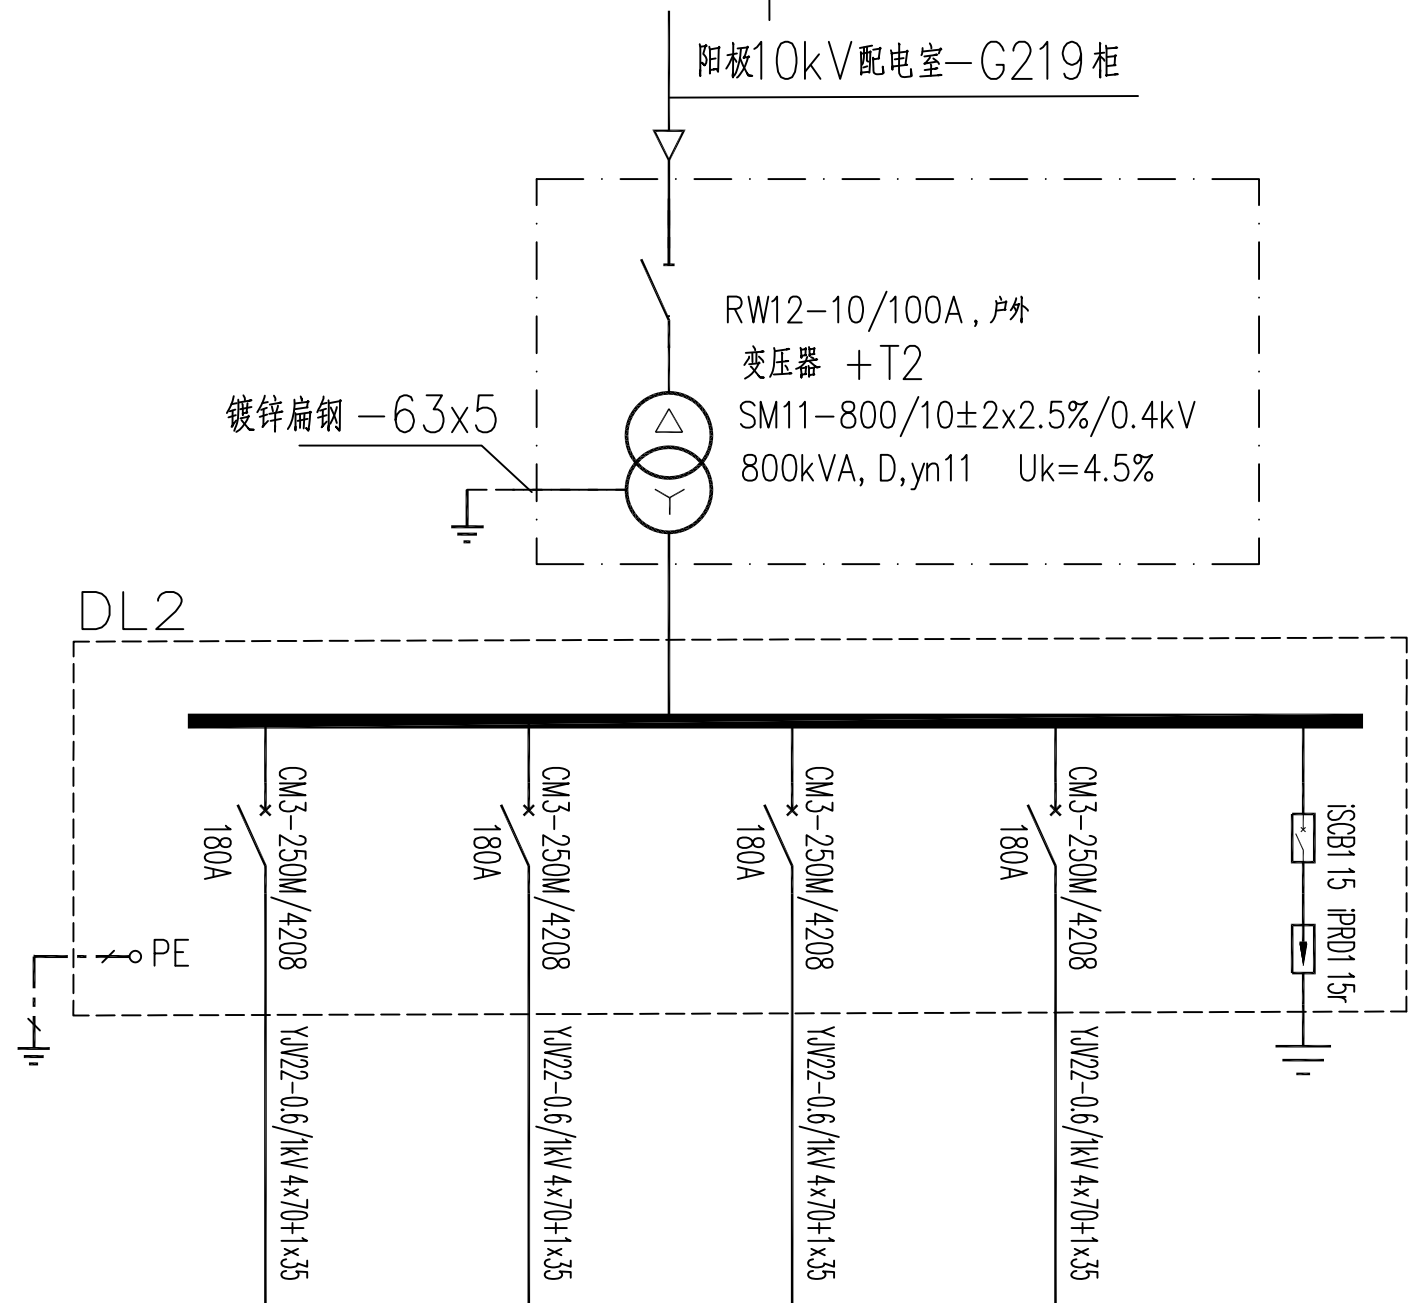 阳极10kV配电室-G219柜
RW12-10/100A,户外
变压器 +T2
镀锌扁钢 -63x5
SM11-800/10±2x2.5%/0.4kV
800kVA, D,yn11 Uk=4.5%
DL2
CM3-250M/4208
180A
CM3-250M/4208
180A
CM3-250M/4208
180A
CM3-250M/4208
180A
iSCB1 15 iPRD1 15r
PE
YJV22-0.6/1kV 4x70+1x35
YJV22-0.6/1kV 4x70+1x35
YJV22-0.6/1kV 4x70+1x35
YJV22-0.6/1kV 4x70+1x35